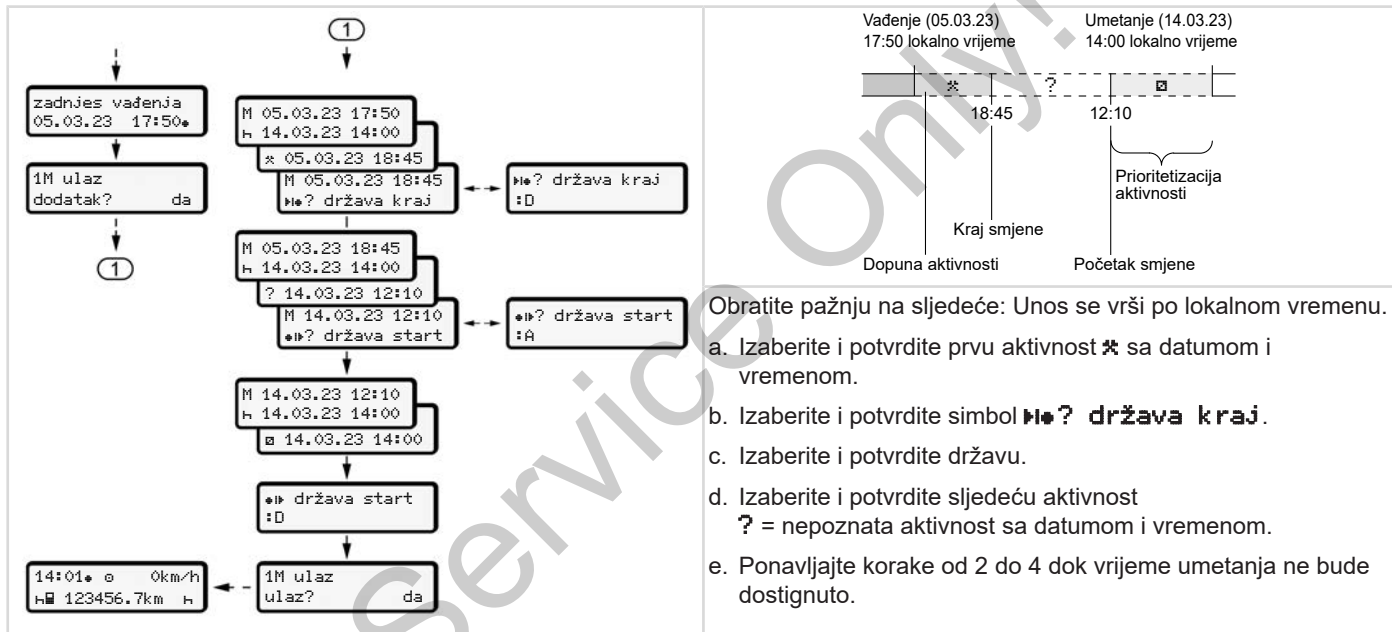 1
zadnjes vađenja
05.03.23 17:50
1M ulaz
dodatak? da
1
M 05.03.23 17:50
14.03.23 14:00
05.03.23 18:45
M 05.03.23 18:45
? država kraj
? država kraj
:D
M 05.03.23 18:45
14.03.23 14:00
? 14.03.23 12:10
M 14.03.23 12:10
? država start
? država start
:A
M 14.03.23 12:10
14.03.23 14:00
14.03.23 14:00
država start
:D
1M ulaz
ulaz? da
14:01 0km/h
123456.7km
Vađenje (05.03.23)
17:50 lokalno vrijeme
Umetanje (14.03.23)
14:00 lokalno vrijeme
?
18:45
12:10
Prioritetizacija
aktivnosti
Kraj smjene
Dopuna aktivnosti
Početak smjene
Obratite pažnju na sljedeće: Unos se vrši po lokalnom vremenu.
a. Izaberite i potvrdite prvu aktivnost sa datumom i
vremenom.
b. Izaberite i potvrdite simbol ? država kraj.
c. Izaberite i potvrdite državu.
d. Izaberite i potvrdite sljedeću aktivnost
? = nepoznata aktivnost sa datumom i vremenom.
e. Ponavljajte korake od 2 do 4 dok vrijeme umetanja ne bude
dostignuto.
Service Only!